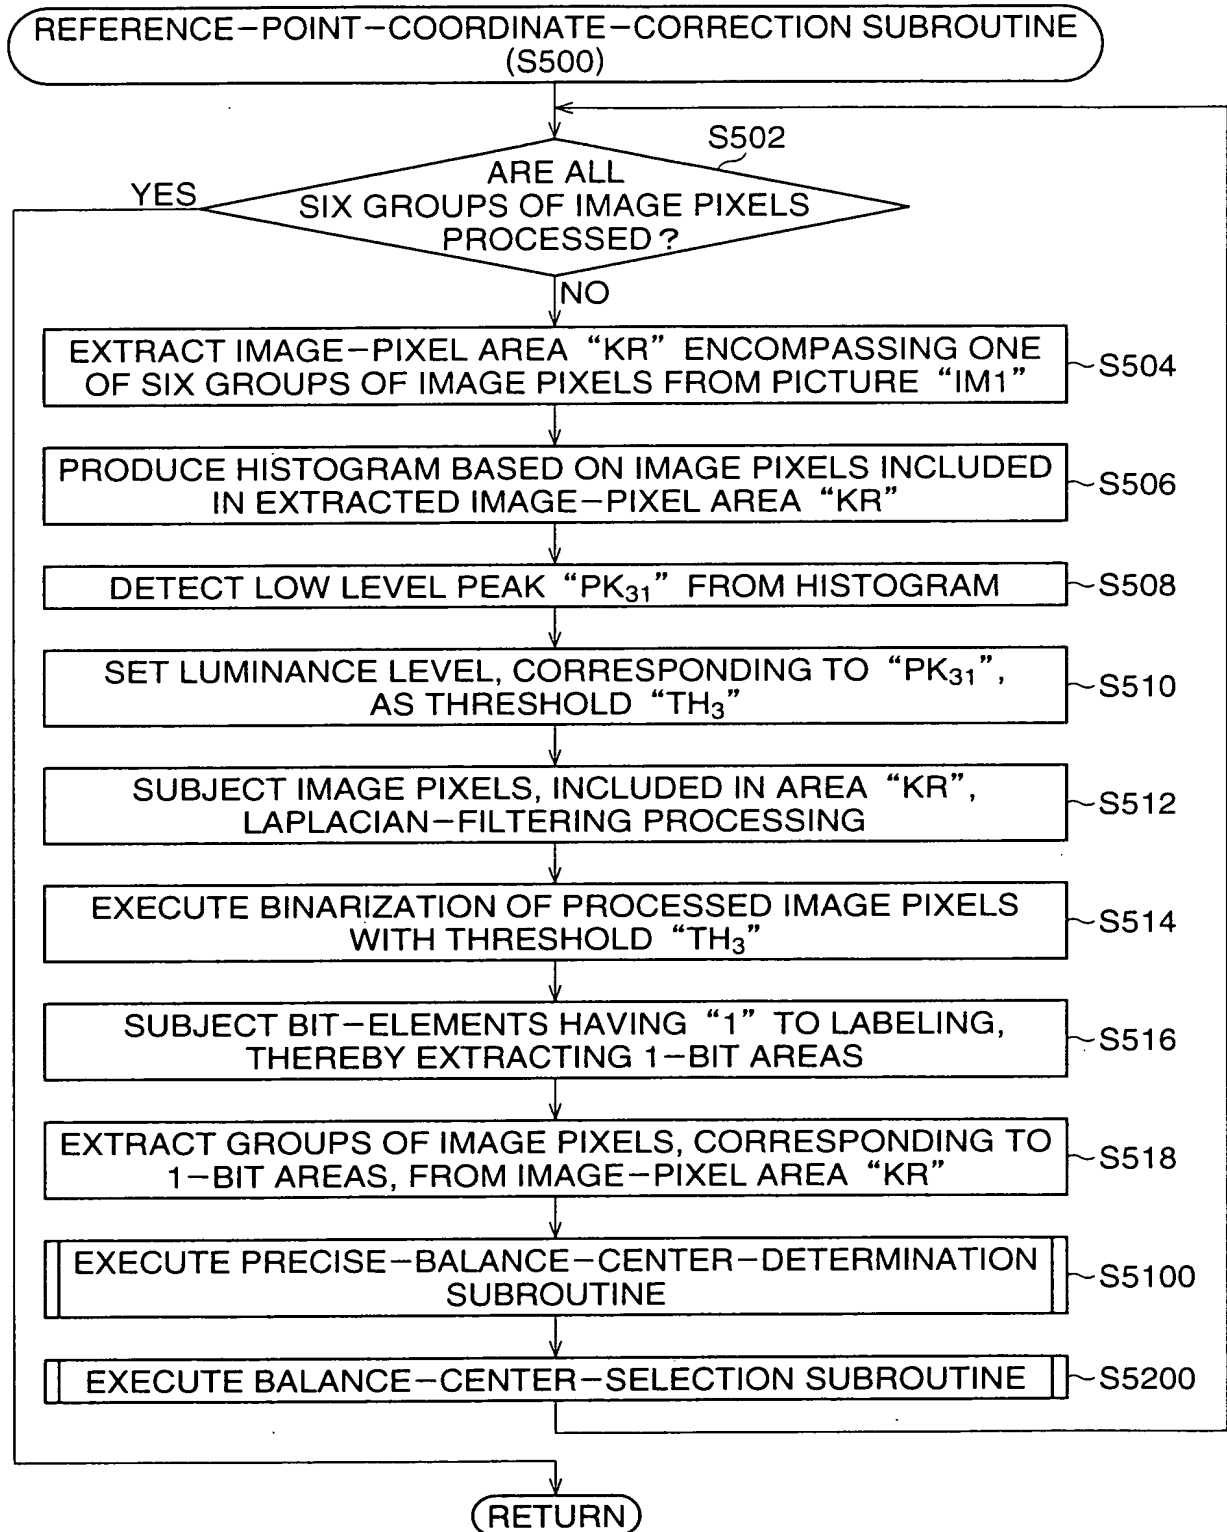 REFERENCE-POINT-COORDINATE-CORRECTION SUBROUTINE
(S500)
S502
ARE ALL
SIX GROUPS OF IMAGE PIXELS
PROCESSED?
YES
NO
EXTRACT IMAGE-PIXEL AREA “KR” ENCOMPASSING ONE
OF SIX GROUPS OF IMAGE PIXELS FROM PICTURE “IM1”
S504
PRODUCE HISTOGRAM BASED ON IMAGE PIXELS INCLUDED
IN EXTRACTED IMAGE-PIXEL AREA “KR”
S506
DETECT LOW LEVEL PEAK “PK₃₁” FROM HISTOGRAM
S508
SET LUMINANCE LEVEL, CORRESPONDING TO “PK₃₁”,
AS THRESHOLD “TH₃”
S510
SUBJECT IMAGE PIXELS, INCLUDED IN AREA “KR”,
LAPLACIAN-FILTERING PROCESSING
S512
EXECUTE BINARIZATION OF PROCESSED IMAGE PIXELS
WITH THRESHOLD “TH₃”
S514
SUBJECT BIT-ELEMENTS HAVING “1” TO LABELING,
THEREBY EXTRACTING 1-BIT AREAS
S516
EXTRACT GROUPS OF IMAGE PIXELS, CORRESPONDING TO
1-BIT AREAS, FROM IMAGE-PIXEL AREA “KR”
S518
EXECUTE PRECISE-BALANCE-CENTER-DETERMINATION
SUBROUTINE
S5100
EXECUTE BALANCE-CENTER-SELECTION SUBROUTINE
S5200
RETURN